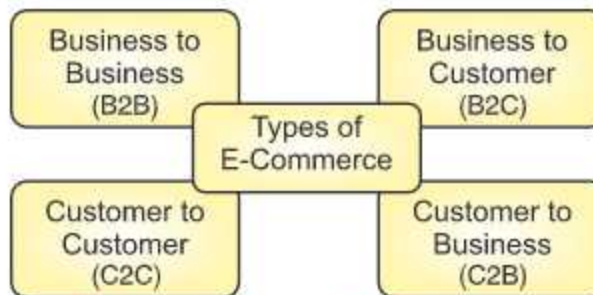 Business to
Business
(B2B)
Business to
Customer
(B2C)
Types of
E-Commerce
Customer to
Customer
(C2C)
Customer to
Business
(C2B)